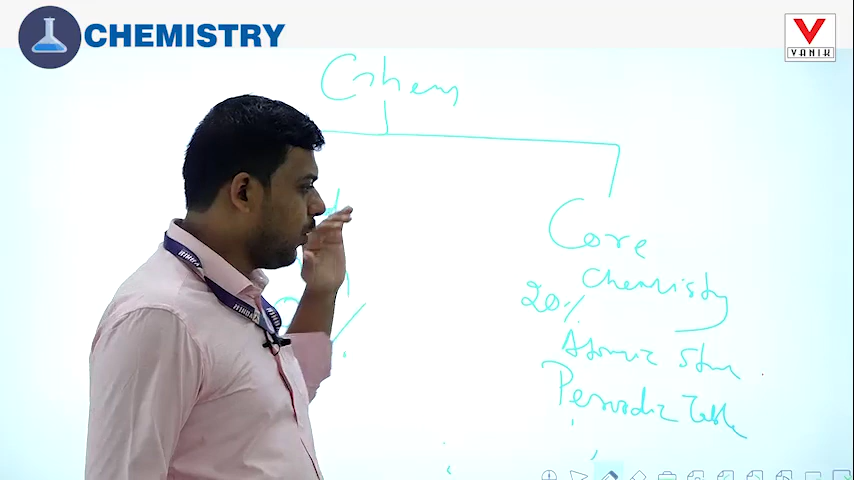 CHEMISTRY
VANIK
Chem
Core
Chemistry
20%
Atomic Stru
Periodic Table